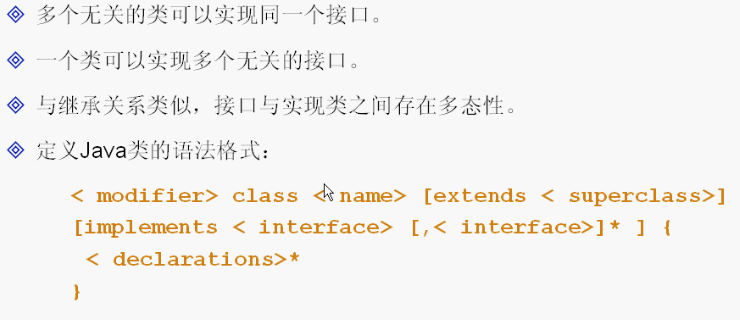 多个无关的类可以实现同一个接口。
一个类可以实现多个无关的接口。
与继承关系类似，接口与实现类之间存在多态性。
定义Java类的语法格式：
< modifier> class < name> [extends < superclass>]
[implements < interface> [,< interface>]* ] {
< declarations>*
}